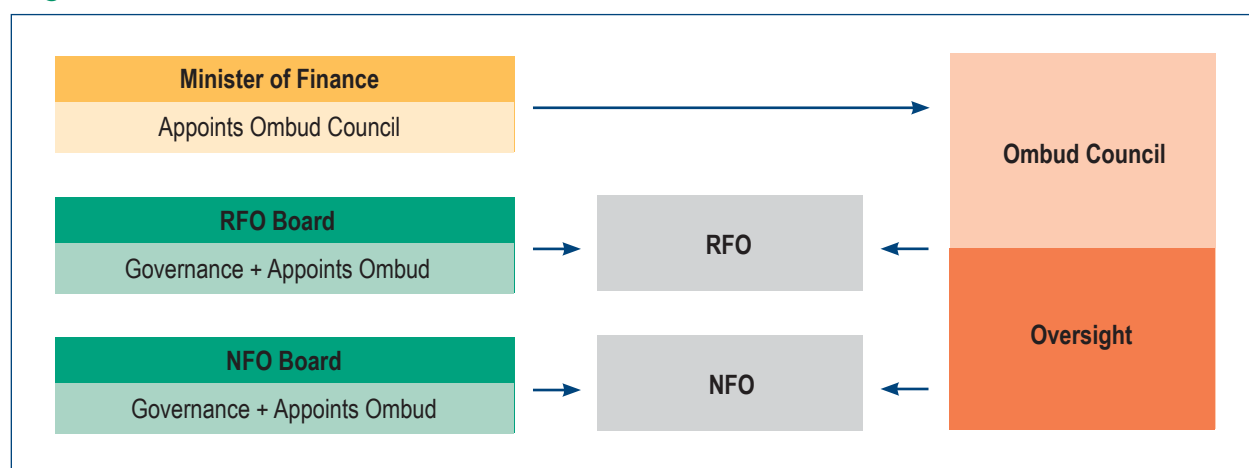 Minister of Finance
Appoints Ombud Council
Ombud Council
RFO Board
Governance + Appoints Ombud
RFO
Oversight
NFO Board
Governance + Appoints Ombud
NFO